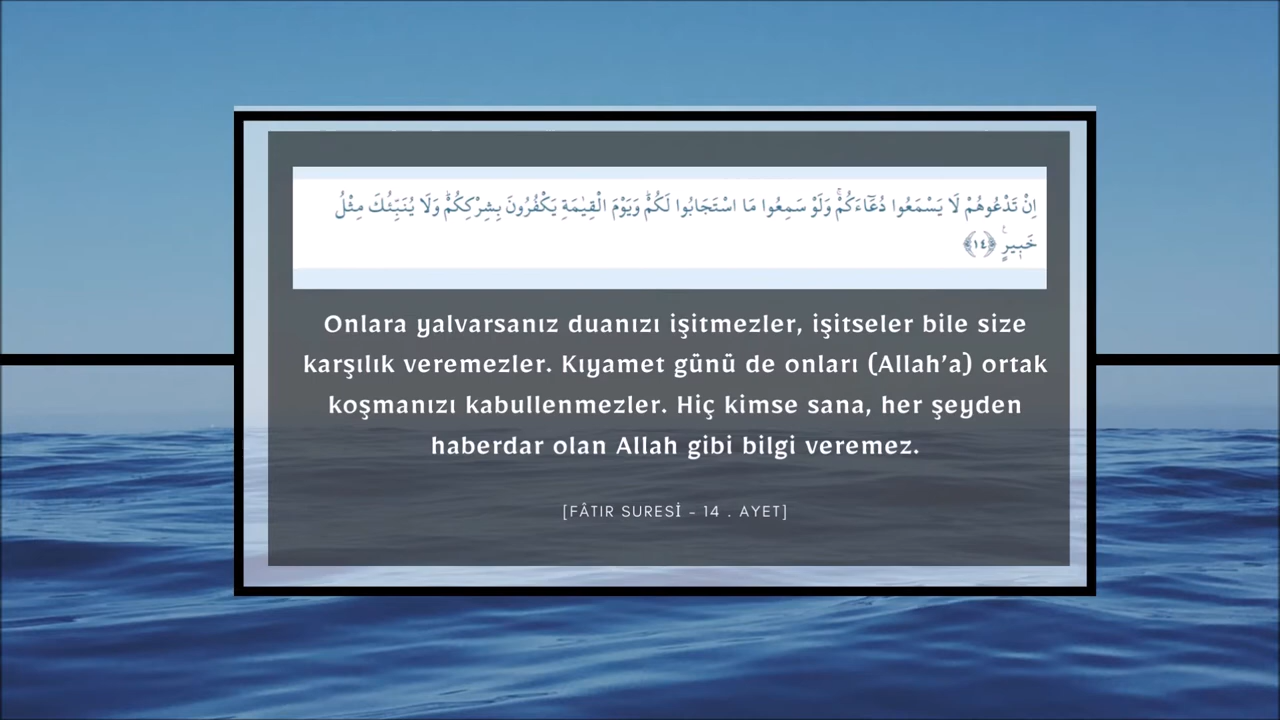 اِنْ تَدْعُوهُمْ لَا يَسْمَعُوا دُعَٓاءَكُمْۚ وَلَوْ سَمِعُوا مَا اسْتَجَابُوا لَكُمْۜ وَيَوْمَ الْقِيٰمَةِ يَكْفُرُونَ بِشِرْكِكُمْۜ وَلَا يُنَبِّئُكَ مِثْلُ
خَب۪يرٍ۟ ﴿١٤﴾
Onlara yalvarsanız duanızı işitmezler, işitseler bile size
karşılık veremezler. Kıyamet günü de onları (Allah’a) ortak
koşmanızı kabullenmezler. Hiç kimse sana, her şeyden
haberdar olan Allah gibi bilgi veremez.
[FÂTIR SURESİ - 14 . AYET]